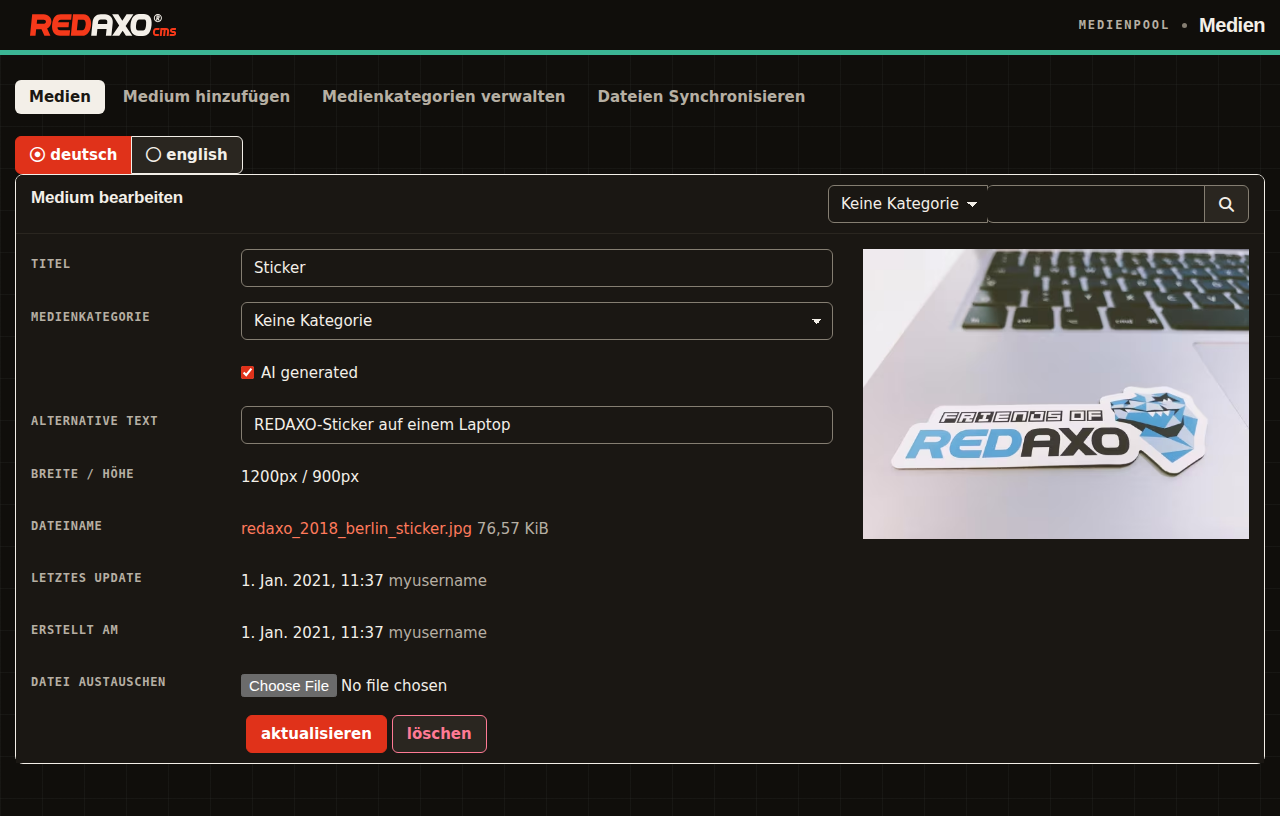 REDAXO® cms
MEDIENPOOL • Medien
Medien Medium hinzufügen Medienkategorien verwalten Dateien Synchronisieren
deutsch english
Medium bearbeiten Keine Kategorie
TITEL Sticker
MEDIENKATEGORIE Keine Kategorie
AI generated
ALTERNATIVE TEXT REDAXO-Sticker auf einem Laptop
BREITE / HÖHE 1200px / 900px
DATEINAME redaxo_2018_berlin_sticker.jpg 76,57 KiB
LETZTES UPDATE 1. Jan. 2021, 11:37 myusername
ERSTELLT AM 1. Jan. 2021, 11:37 myusername
DATEI AUSTAUSCHEN Choose File No file chosen
aktualisieren löschen
FRIENDS OF
REDAXO